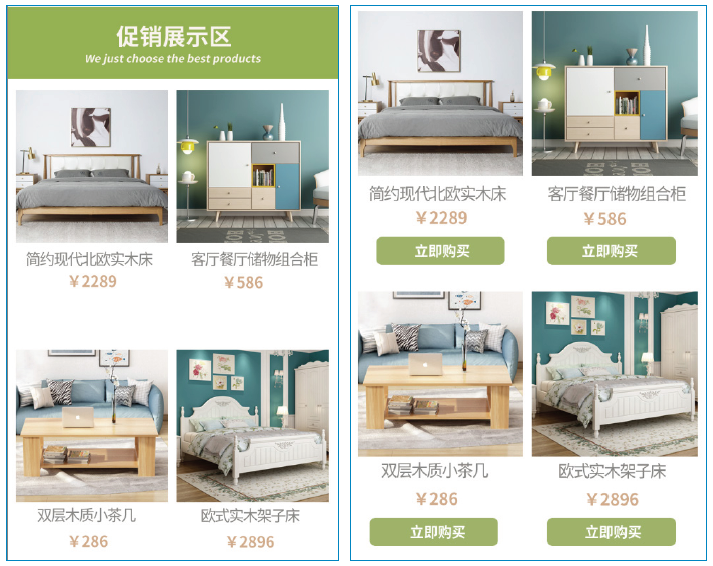 促销展示区
We just choose the best products
简约现代北欧实木床
￥2289
客厅餐厅储物组合柜
￥586
双层木质小茶几
￥286
欧式实木架子床
￥2896
简约现代北欧实木床
￥2289
立即购买
客厅餐厅储物组合柜
￥586
立即购买
双层木质小茶几
￥286
立即购买
欧式实木架子床
￥2896
立即购买